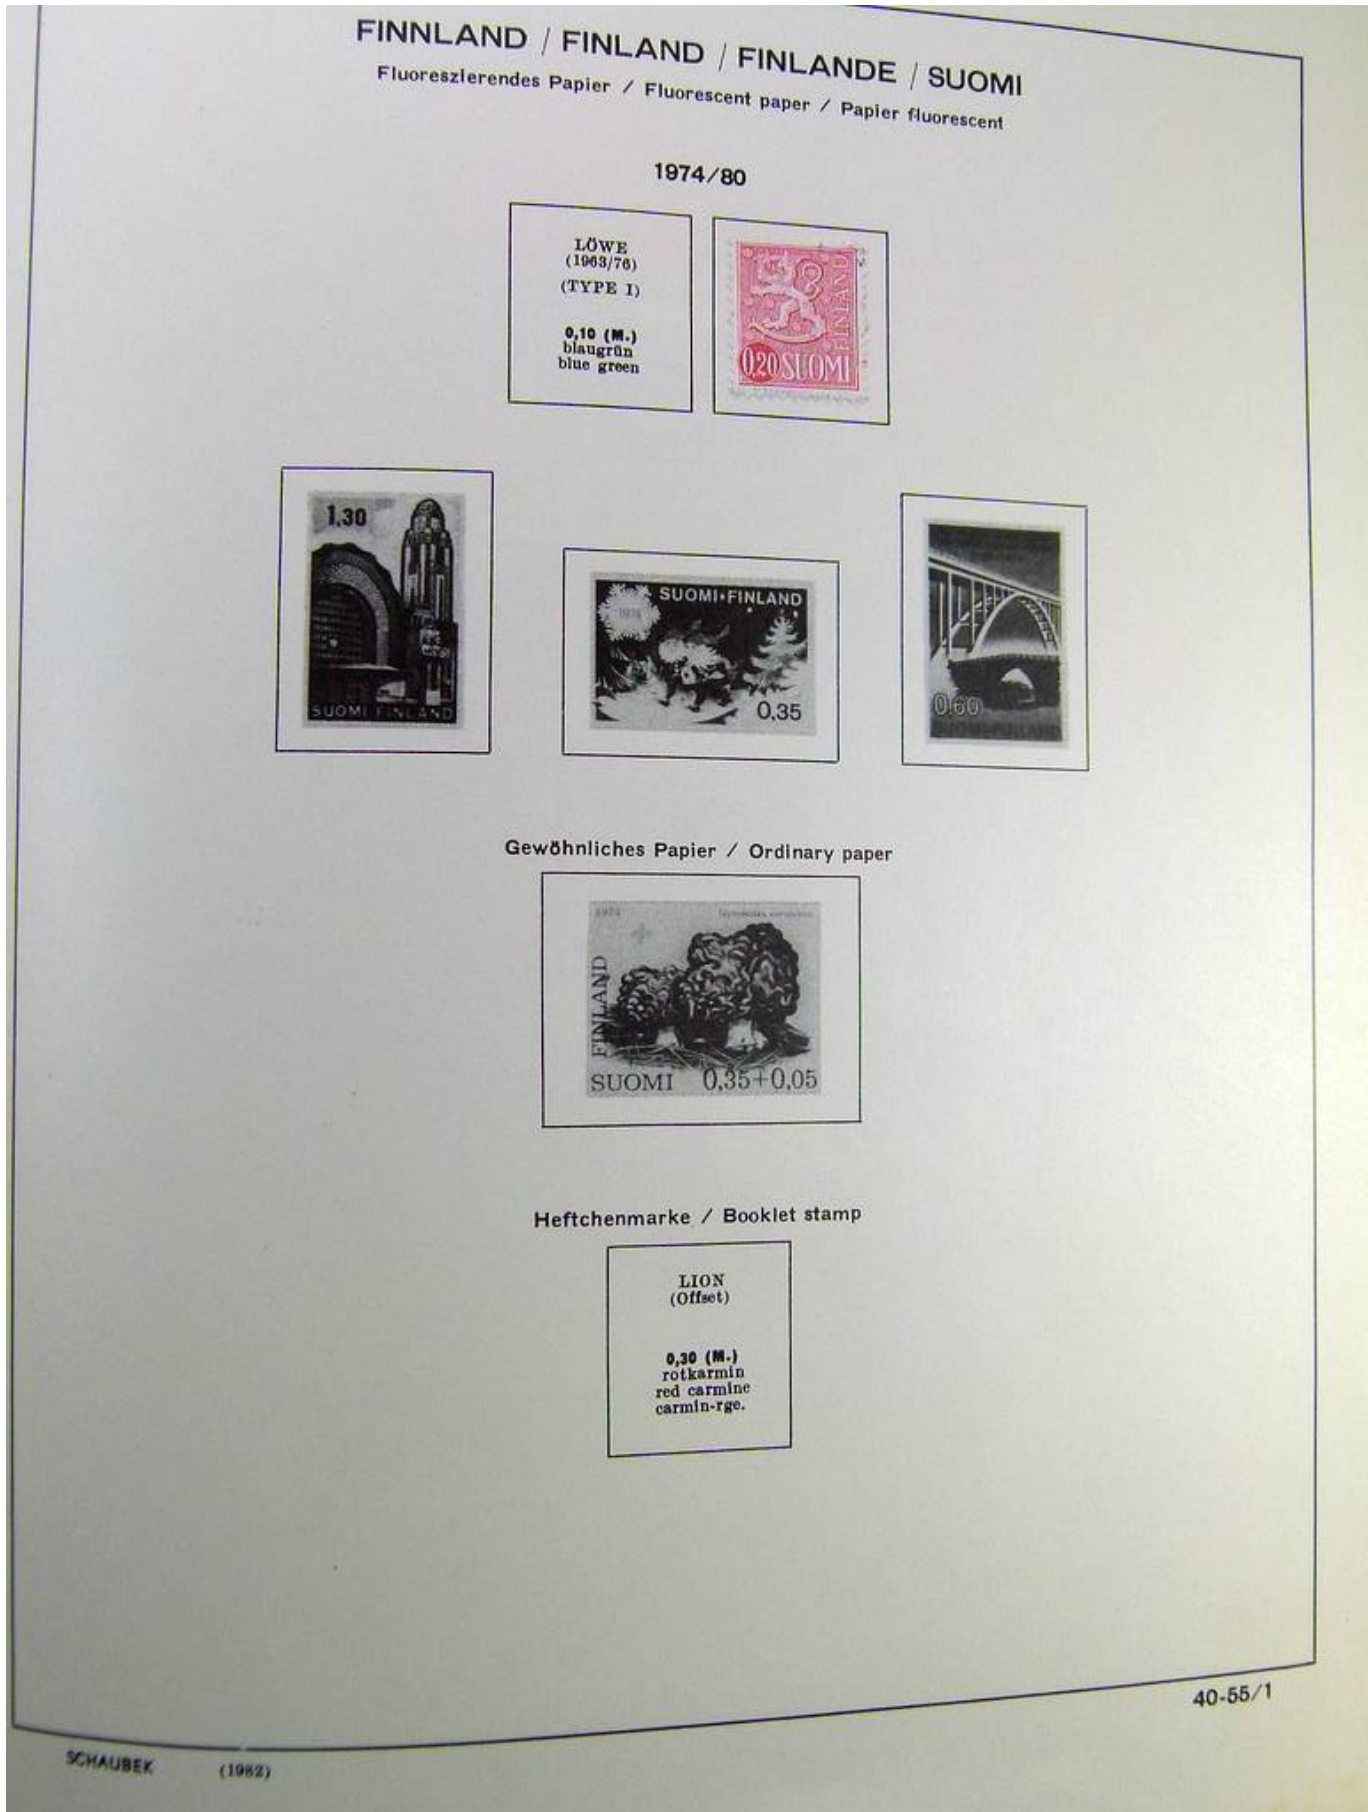 FINNLAND / FINLAND / FINLANDE / SUOMI
Fluoreszierendes Papier / Fluorescent paper / Papier fluorescent
1974/80
LÖWE
(1963/76)
(TYPE I)
0,10 (M.)
blaugrün
blue green
FINLAND
0,20 SUOMI
1,30
SUOMI FINLAND
SUOMI•FINLAND
0,35
0.60
Gewöhnliches Papier / Ordinary paper
FINLAND
SUOMI 0,35+0,05
Heftchenmarke / Booklet stamp
LION
(Offset)
0,30 (M.)
rotkarmin
red carmine
carmin-rge.
40-55/1
SCHAUBEK (1982)